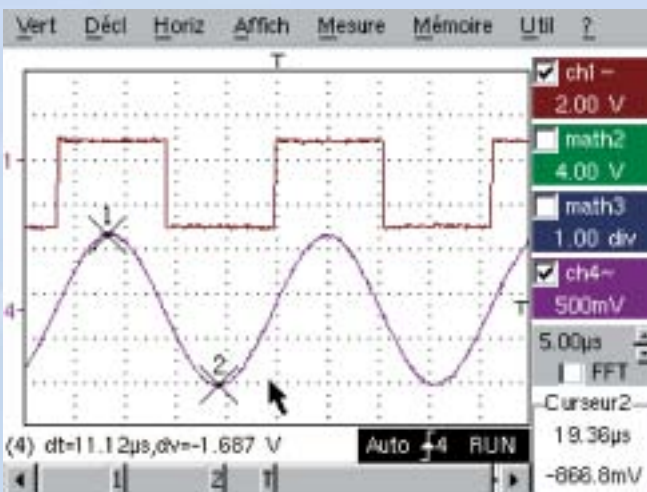 Vert Décl Horiz Affich Mesure Mémoire Util ?
T
ch1
2.00 V
math2
4.00 V
math3
1.00 div
ch4~
500mV
1
1
4
2
T
5.00µs
FFT
Curseur2
19.36µs
-866.8mV
(4) dt=11.12µs,dv=-1.687 V
Auto 4 RUN
1 2 T